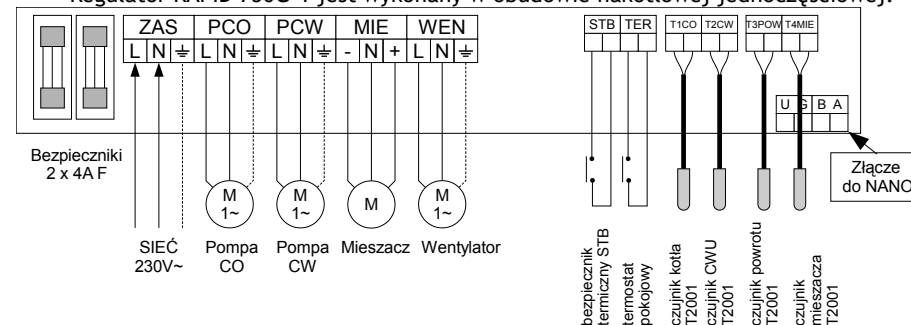 Regulator RAPID 750C-T jest wykonany w obudowie nakotłowej jednoczęściowej.
ZAS PCO PCW MIE WEN
L N L N L N - N + L N
STB TER
T1CO T2CW T3POW T4MIE
U G B A
Bezpieczniki
2 x 4A F
Złącze
do NANO
M
1~
M
1~
M
M
1~
SIEĆ
230V~
Pompa
CO
Pompa
CW
Mieszacz
Wentylator
bezpiecznik
termiczny STB
termostat
pokojowy
czujnik kotła
T2001
czujnik CWU
T2001
czujnik powrotu
T2001
czujnik
mieszacza
T2001